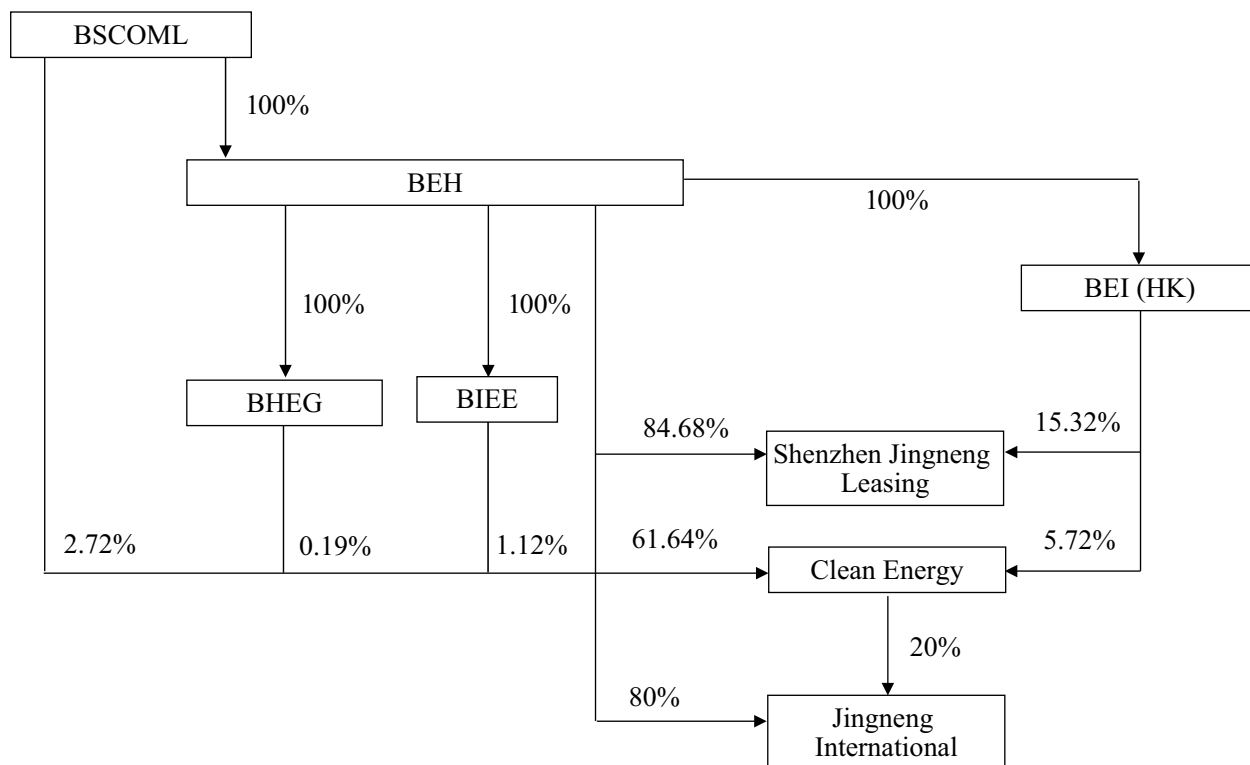 BSCOML
100%
BEH
100%
BEI (HK)
100%
100%
BHEG
BIEE
84.68%
15.32%
Shenzhen Jingneng
Leasing
2.72%
0.19%
1.12%
61.64%
5.72%
Clean Energy
20%
80%
Jingneng
International